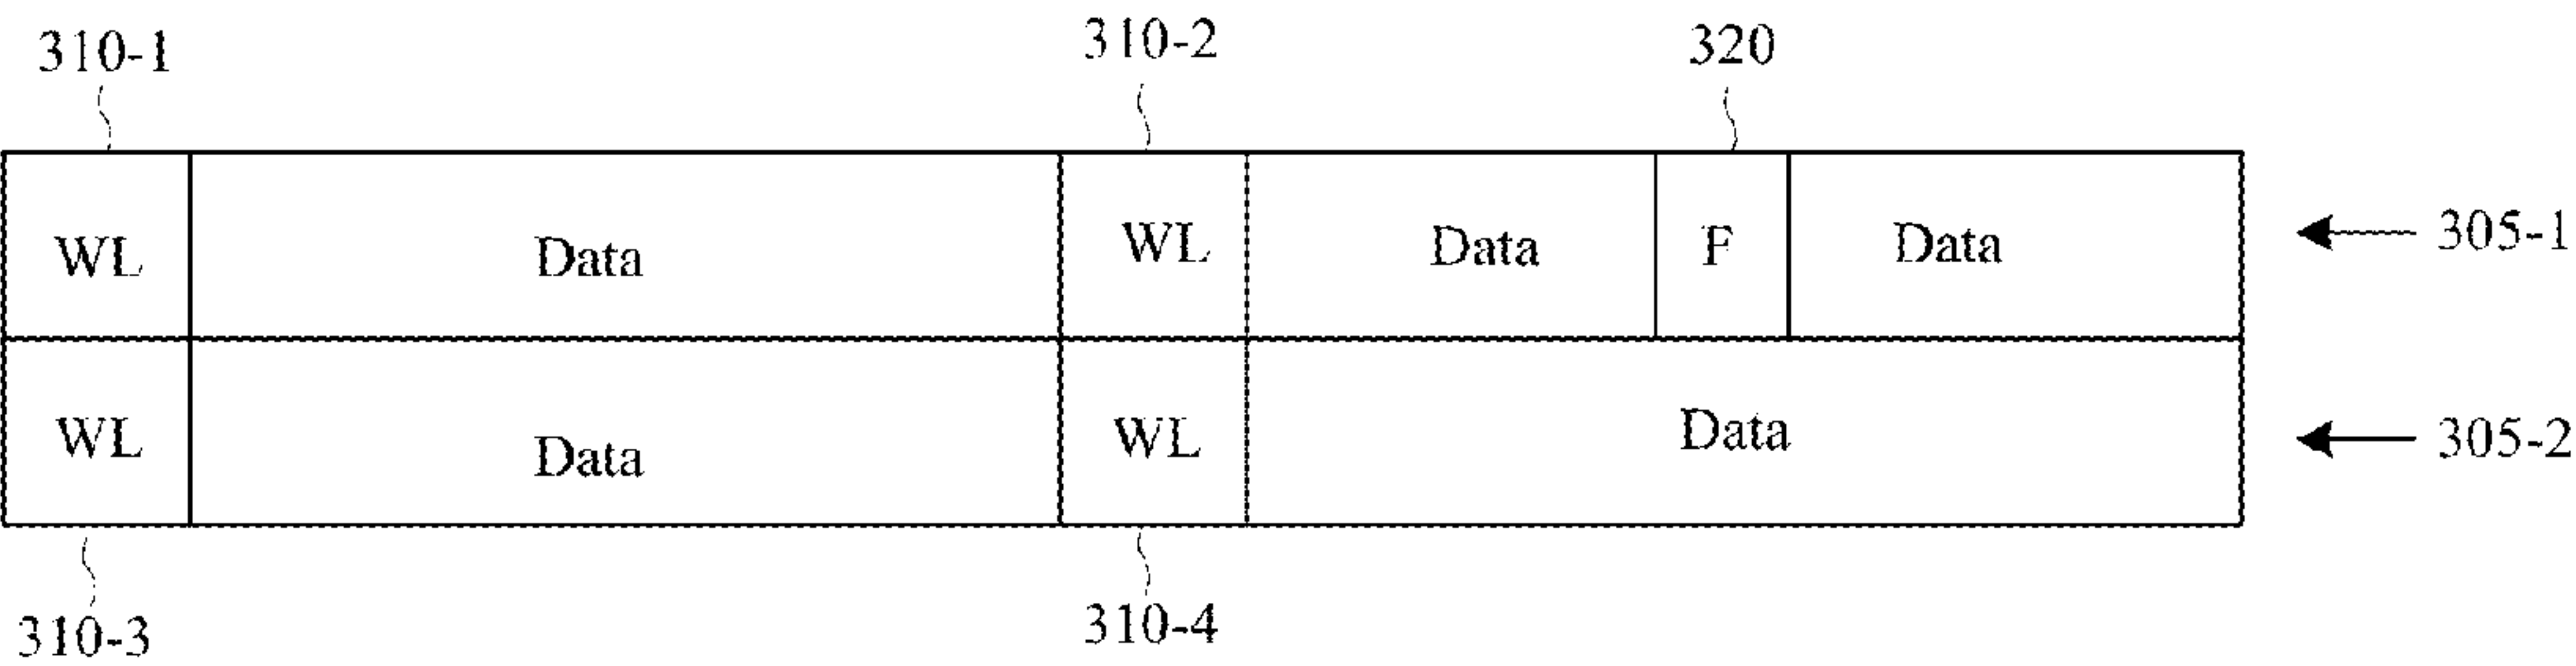 310-1 310-2 320
WL Data WL Data F Data 305-1
WL Data WL Data 305-2
310-3 310-4